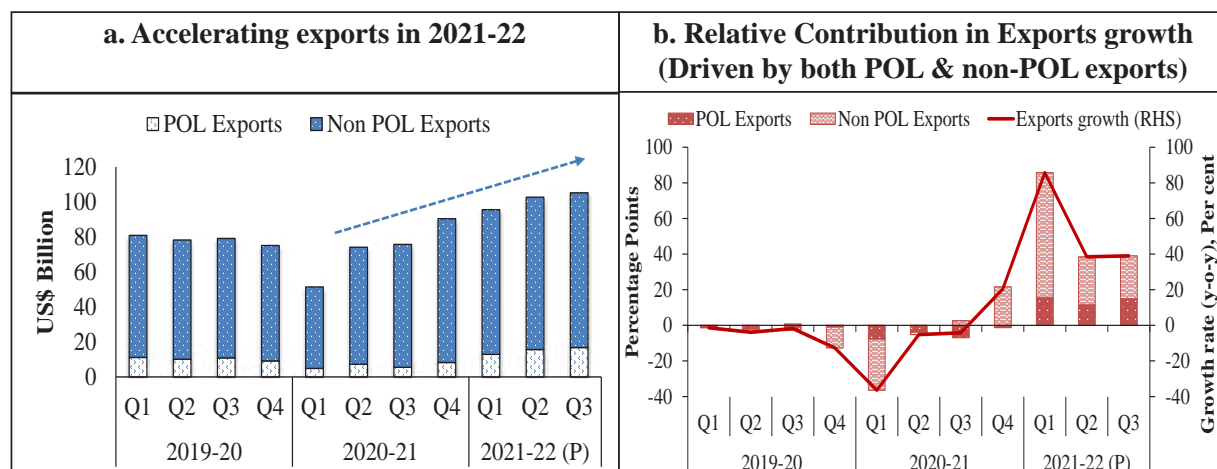 a. Accelerating exports in 2021-22
POL Exports Non POL Exports
US$ Billion
120
100
80
60
40
20
0
Q1 Q2 Q3 Q4 Q1 Q2 Q3 Q4 Q1 Q2 Q3
2019-20 2020-21 2021-22 (P)
b. Relative Contribution in Exports growth
(Driven by both POL & non-POL exports)
POL Exports Non POL Exports Exports growth (RHS)
Percentage Points
100
80
60
40
20
0
-20
-40
100
80
60
40
20
0
-20
-40
Growth rate (y-o-y), Per cent
Q1 Q2 Q3 Q4 Q1 Q2 Q3 Q4 Q1 Q2 Q3
2019-20 2020-21 2021-22 (P)